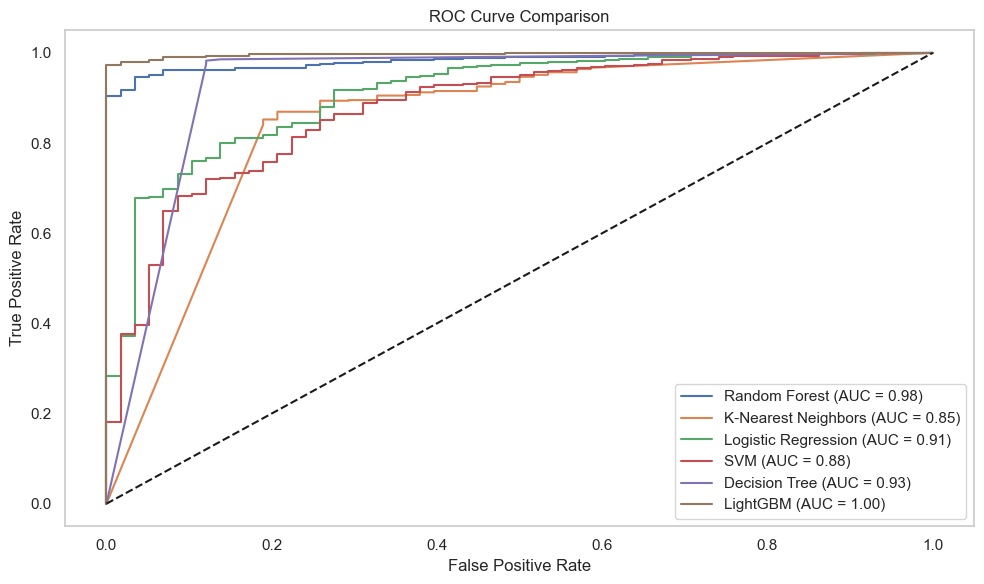 ROC Curve Comparison
True Positive Rate
1.0
0.8
0.6
0.4
0.2
0.0
0.0 0.2 0.4 0.6 0.8 1.0
False Positive Rate
Random Forest (AUC = 0.98)
K-Nearest Neighbors (AUC = 0.85)
Logistic Regression (AUC = 0.91)
SVM (AUC = 0.88)
Decision Tree (AUC = 0.93)
LightGBM (AUC = 1.00)